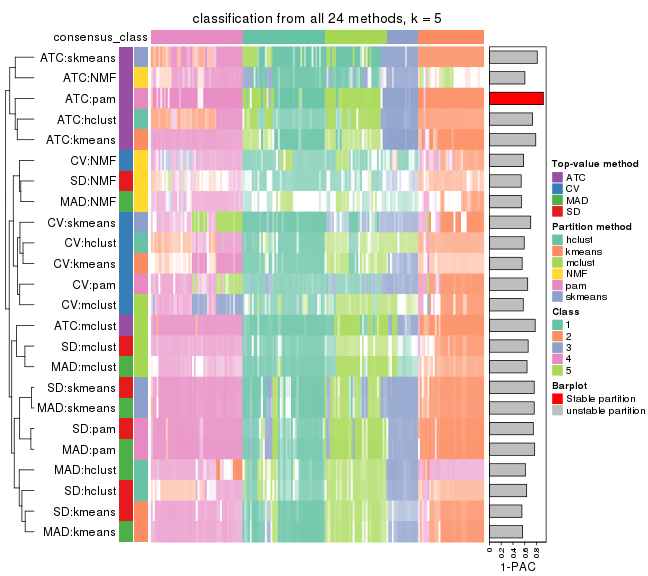 classification from all 24 methods, k = 5
consensus_class
ATC:skmeans
ATC:NMF
ATC:pam
ATC:hclust
ATC:kmeans
CV:NMF
SD:NMF
MAD:NMF
CV:skmeans
CV:hclust
CV:kmeans
CV:pam
CV:mclust
ATC:mclust
SD:mclust
MAD:mclust
SD:skmeans
MAD:skmeans
SD:pam
MAD:pam
MAD:hclust
SD:hclust
SD:kmeans
MAD:kmeans
0
0.2
0.4
0.6
0.8
1-PAC
Top-value method
ATC
CV
MAD
SD
Partition method
hclust
kmeans
mclust
NMF
pam
skmeans
Class
1
2
3
4
5
Barplot
Stable partition
unstable partition